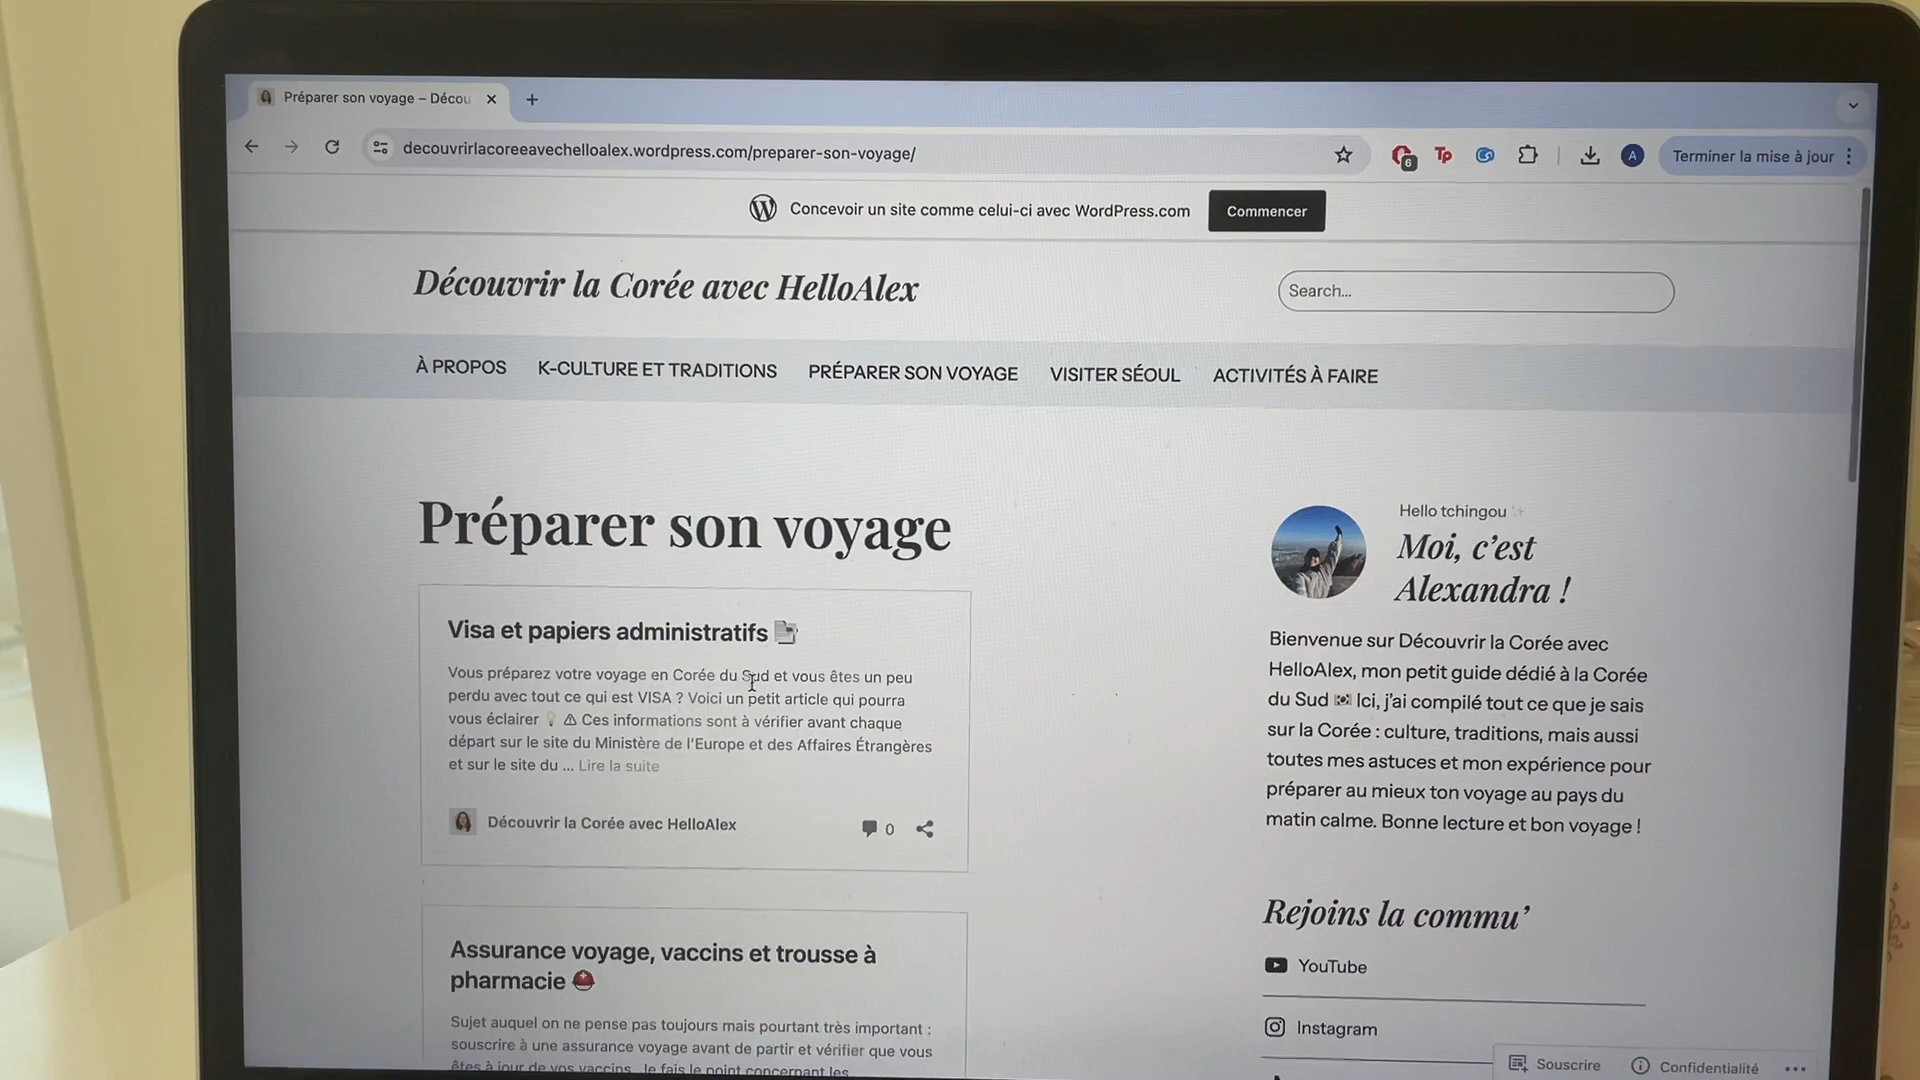 Préparer son voyage – Décou
decouvrirlacoreeavechelloalex.wordpress.com/preparer-son-voyage/
6
Tp
A
Terminer la mise à jour
Concevoir un site comme celui-ci avec WordPress.com
Commencer
Découvrir la Corée avec HelloAlex
Search...
À PROPOS
K-CULTURE ET TRADITIONS
PRÉPARER SON VOYAGE
VISITER SÉOUL
ACTIVITÉS À FAIRE
Préparer son voyage
Visa et papiers administratifs
Vous préparez votre voyage en Corée du Sud et vous êtes un peu
perdu avec tout ce qui est VISA ? Voici un petit article qui pourra
vous éclairer 💡 ⚠ Ces informations sont à vérifier avant chaque
départ sur le site du Ministère de l'Europe et des Affaires Étrangères
et sur le site du ... Lire la suite
Découvrir la Corée avec HelloAlex
0
Assurance voyage, vaccins et trousse à
pharmacie
Sujet auquel on ne pense pas toujours mais pourtant très important :
souscrire à une assurance voyage avant de partir et vérifier que vous
êtes à jour de vos vaccins. Je fais le point concernant les
Hello tchingou ✨
Moi, c'est
Alexandra !
Bienvenue sur Découvrir la Corée avec
HelloAlex, mon petit guide dédié à la Corée
du Sud 🇰🇷 Ici, j'ai compilé tout ce que je sais
sur la Corée : culture, traditions, mais aussi
toutes mes astuces et mon expérience pour
préparer au mieux ton voyage au pays du
matin calme. Bonne lecture et bon voyage !
Rejoins la commu'
YouTube
Instagram
Souscrire
Confidentialité